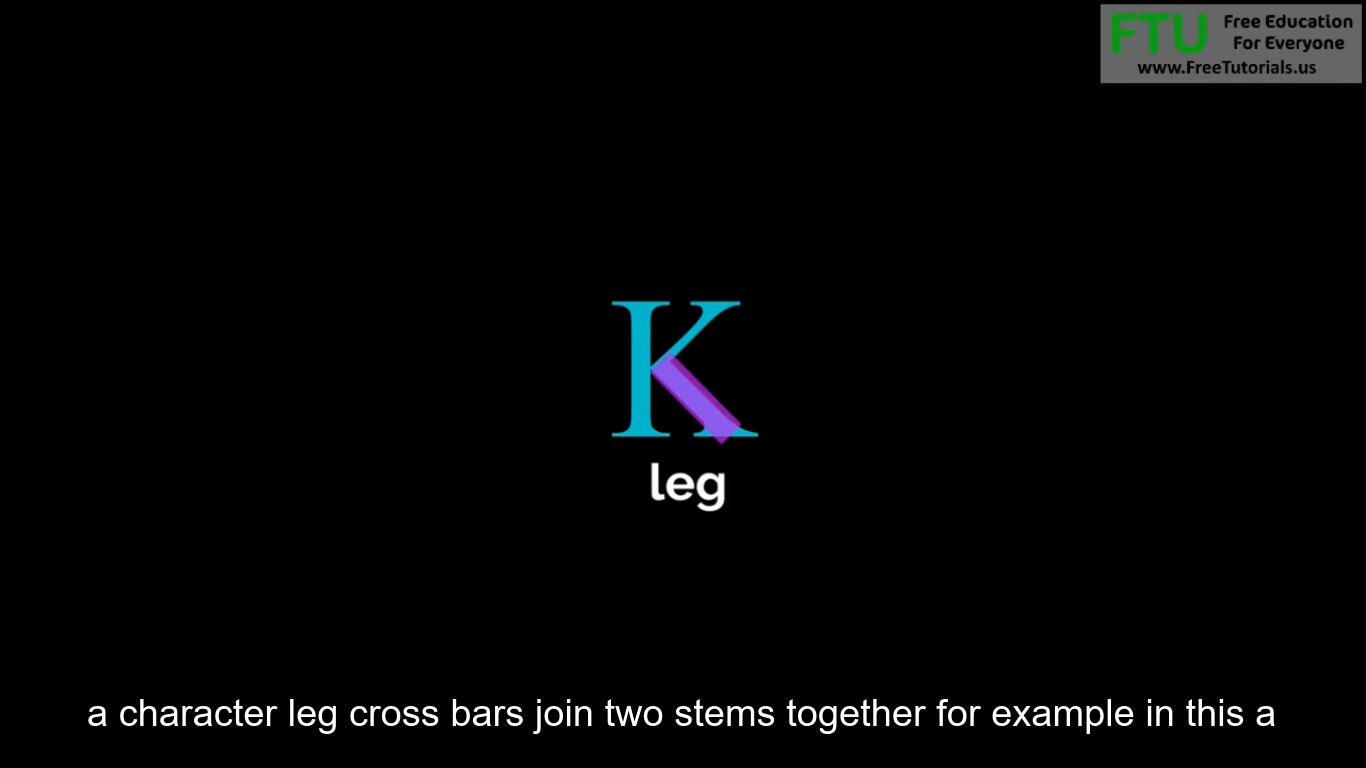 FTU Free Education
For Everyone
www.FreeTutorials.us
K
leg
a character leg cross bars join two stems together for example in this a